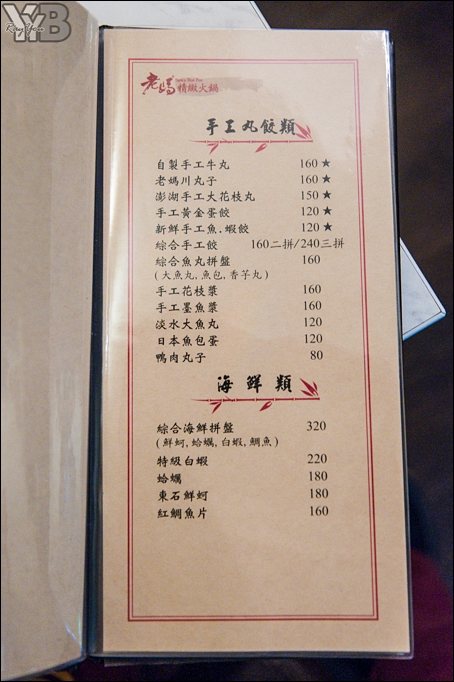 YB
RayYen
老媽
精緻火鍋
手工丸餃類
自製手工牛丸 160 ★
老媽川丸子 160 ★
澎湖手工大花枝丸 150 ★
手工黃金蛋餃 120 ★
新鮮手工魚.蝦餃 120 ★
綜合手工餃 160二拼/240三拼
綜合魚丸拼盤 160
(大魚丸,魚包,香芋丸)
手工花枝漿 160
手工墨魚漿 160
淡水大魚丸 120
日本魚包蛋 120
鴨肉丸子 80
海鮮類
綜合海鮮拼盤 320
(鮮蚵,蛤蠣,白蝦,鯛魚)
特級白蝦 220
蛤蠣 180
東石鮮蚵 180
紅鯛魚片 160